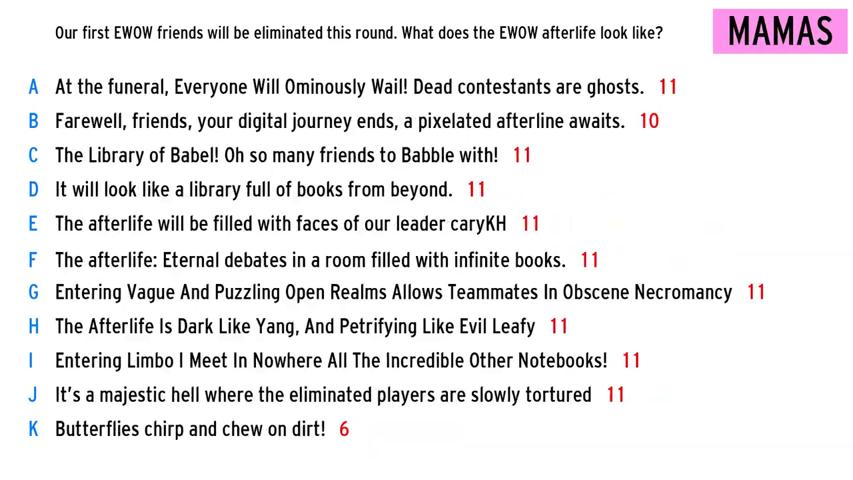 Our first EWOW friends will be eliminated this round. What does the EWOW afterlife look like?
MAMAS
A At the funeral, Everyone Will Ominously Wail! Dead contestants are ghosts. 11
B Farewell, friends, your digital journey ends, a pixelated afterline awaits. 10
C The Library of Babel! Oh so many friends to Babble with! 11
D It will look like a library full of books from beyond. 11
E The afterlife will be filled with faces of our leader caryKH 11
F The afterlife: Eternal debates in a room filled with infinite books. 11
G Entering Vague And Puzzling Open Realms Allows Teammates In Obscene Necromancy 11
H The Afterlife Is Dark Like Yang, And Petrifying Like Evil Leafy 11
I Entering Limbo I Meet In Nowhere All The Incredible Other Notebooks! 11
J It's a majestic hell where the eliminated players are slowly tortured 11
K Butterflies chirp and chew on dirt! 6